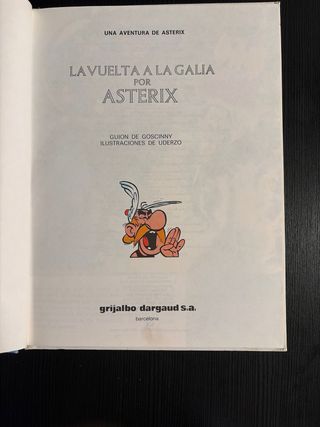 UNA AVENTURA DE ASTERIX
LA VUELTA A LA GALIA
POR
ASTERIX
GUION DE GOSCINNY
ILUSTRACIONES DE UDERZO
grijalbo dargaud s.a.
barcelona